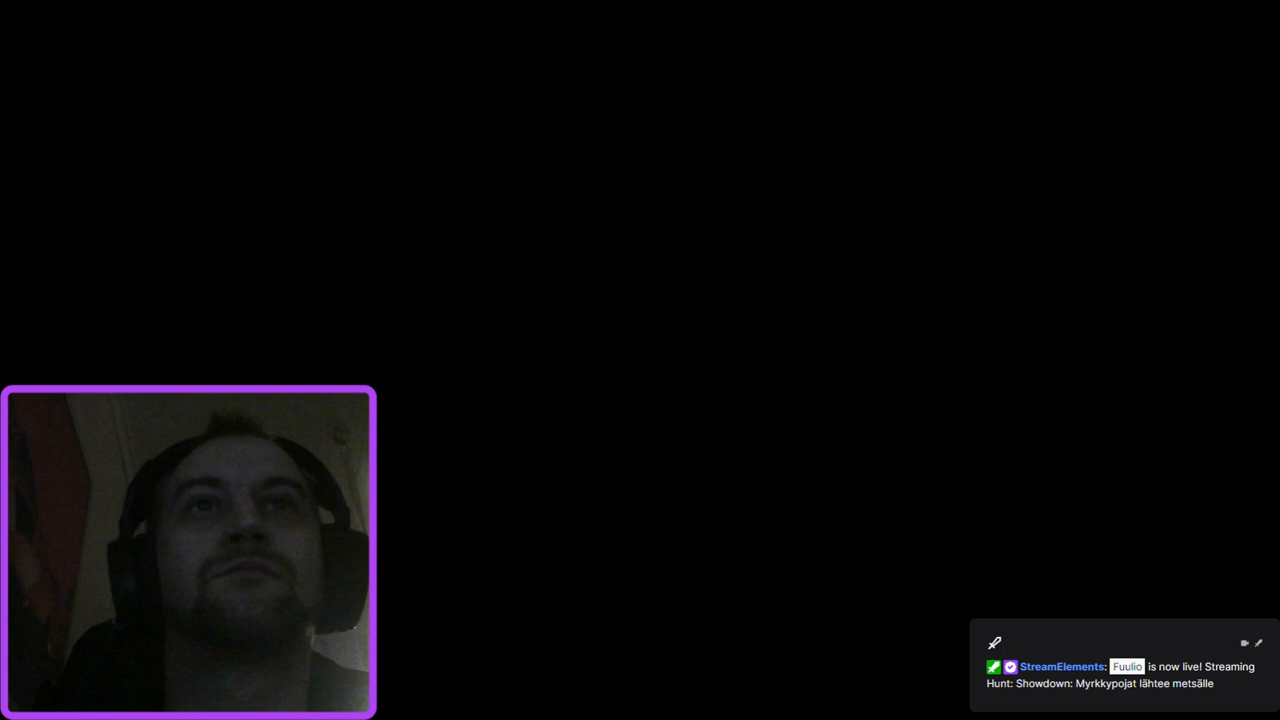 StreamElements: Fuulio is now live! Streaming
Hunt: Showdown: Myrkkypojat lähtee metsälle